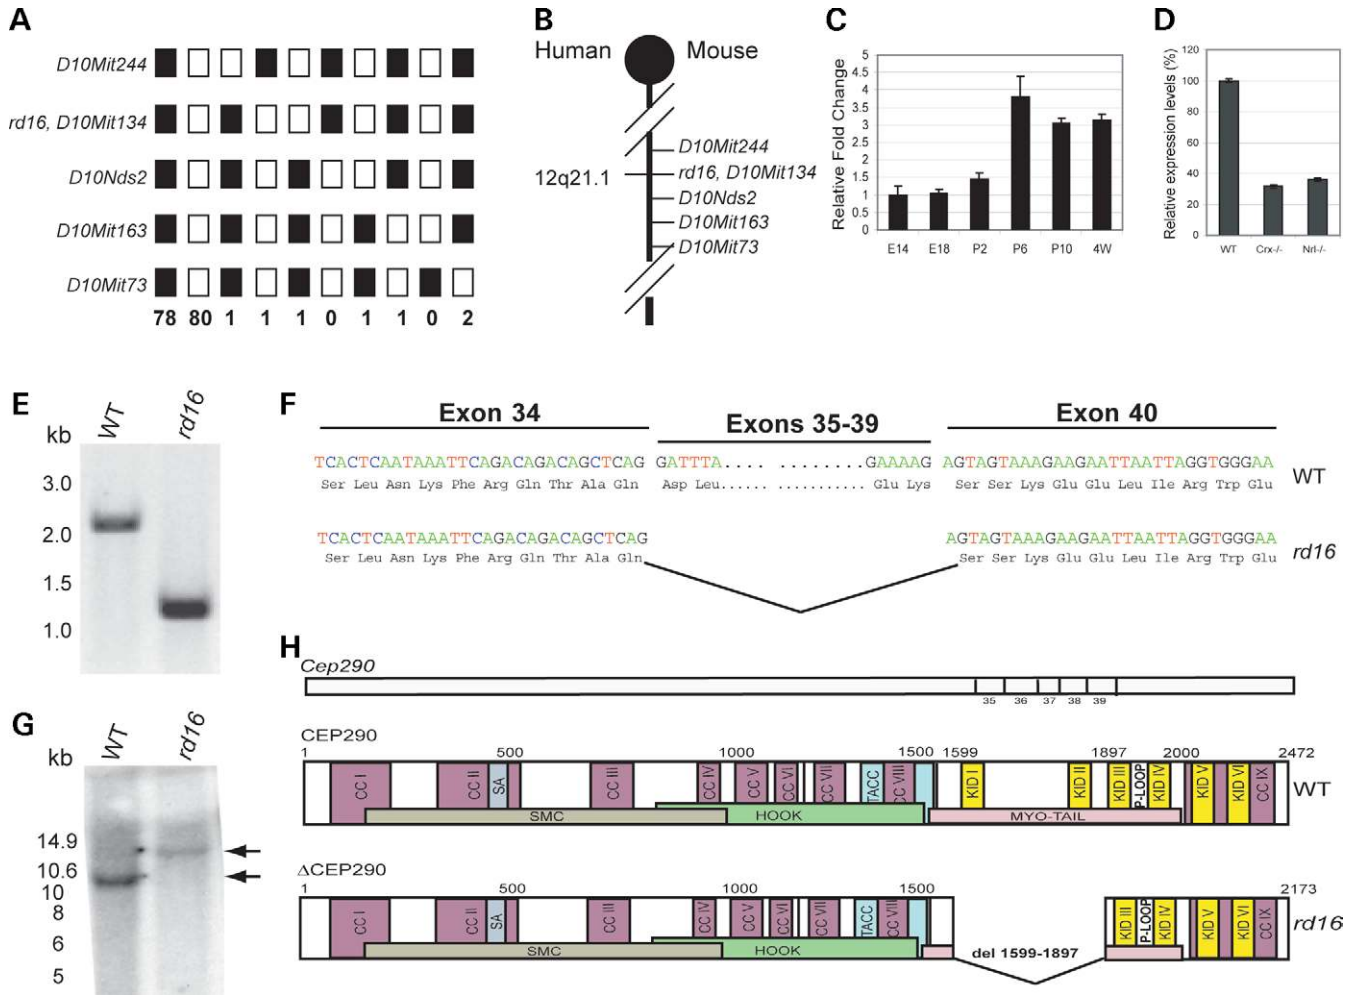 A
D10Mit244
rd16, D10Mit134
D10Nds2
D10Mit163
D10Mit73
78 80 1 1 1 0 1 1 0 2
B
Human Mouse
12q21.1
D10Mit244
rd16, D10Mit134
D10Nds2
D10Mit163
D10Mit73
C
Relative Fold Change
5
4.5
4
3.5
3
2.5
2
1.5
1
0.5
0
E14 E18 P2 P6 P10 4W
D
Relative expression levels (%)
120
100
80
60
40
20
0
WT Crx-/- Nrl-/-
E
kb
WT rd16
3.0
2.0
1.5
1.0
F
Exon 34 Exons 35-39 Exon 40
TCACTCAATAAATTCAGACAGACAGCTCAG GATTTA.... .........GAAAAG AGTAGTAAAGAAGAATTAATTAGGTGGGAA
Ser Leu Asn Lys Phe Arg Gln Thr Ala Gln Asp Leu...... ...........Glu Lys Ser Ser Lys Glu Glu Leu Ile Arg Trp Glu
WT
TCACTCAATAAATTCAGACAGACAGCTCAG AGTAGTAAAGAAGAATTAATTAGGTGGGAA
Ser Leu Asn Lys Phe Arg Gln Thr Ala Gln Ser Ser Lys Glu Glu Leu Ile Arg Trp Glu
rd16
G
kb
WT rd16
14.9
10.6
10
8
6
5
H
Cep290
35 36 37 38 39
CEP290
1 500 1000 1500 1599 1897 2000 2472
CC I CC II SA CC III CC IV CC V CC VI CC VII TACC CC VIII KID I KID II KID III P-LOOP KID IV KID V KID VI CC IX
SMC HOOK MYO-TAIL
WT
ΔCEP290
1 500 1000 1500 2173
CC I CC II SA CC III CC IV CC V CC VI CC VII TACC CC VIII KID III P-LOOP KID IV KID V KID VI CC IX
SMC HOOK
del 1599-1897
rd16